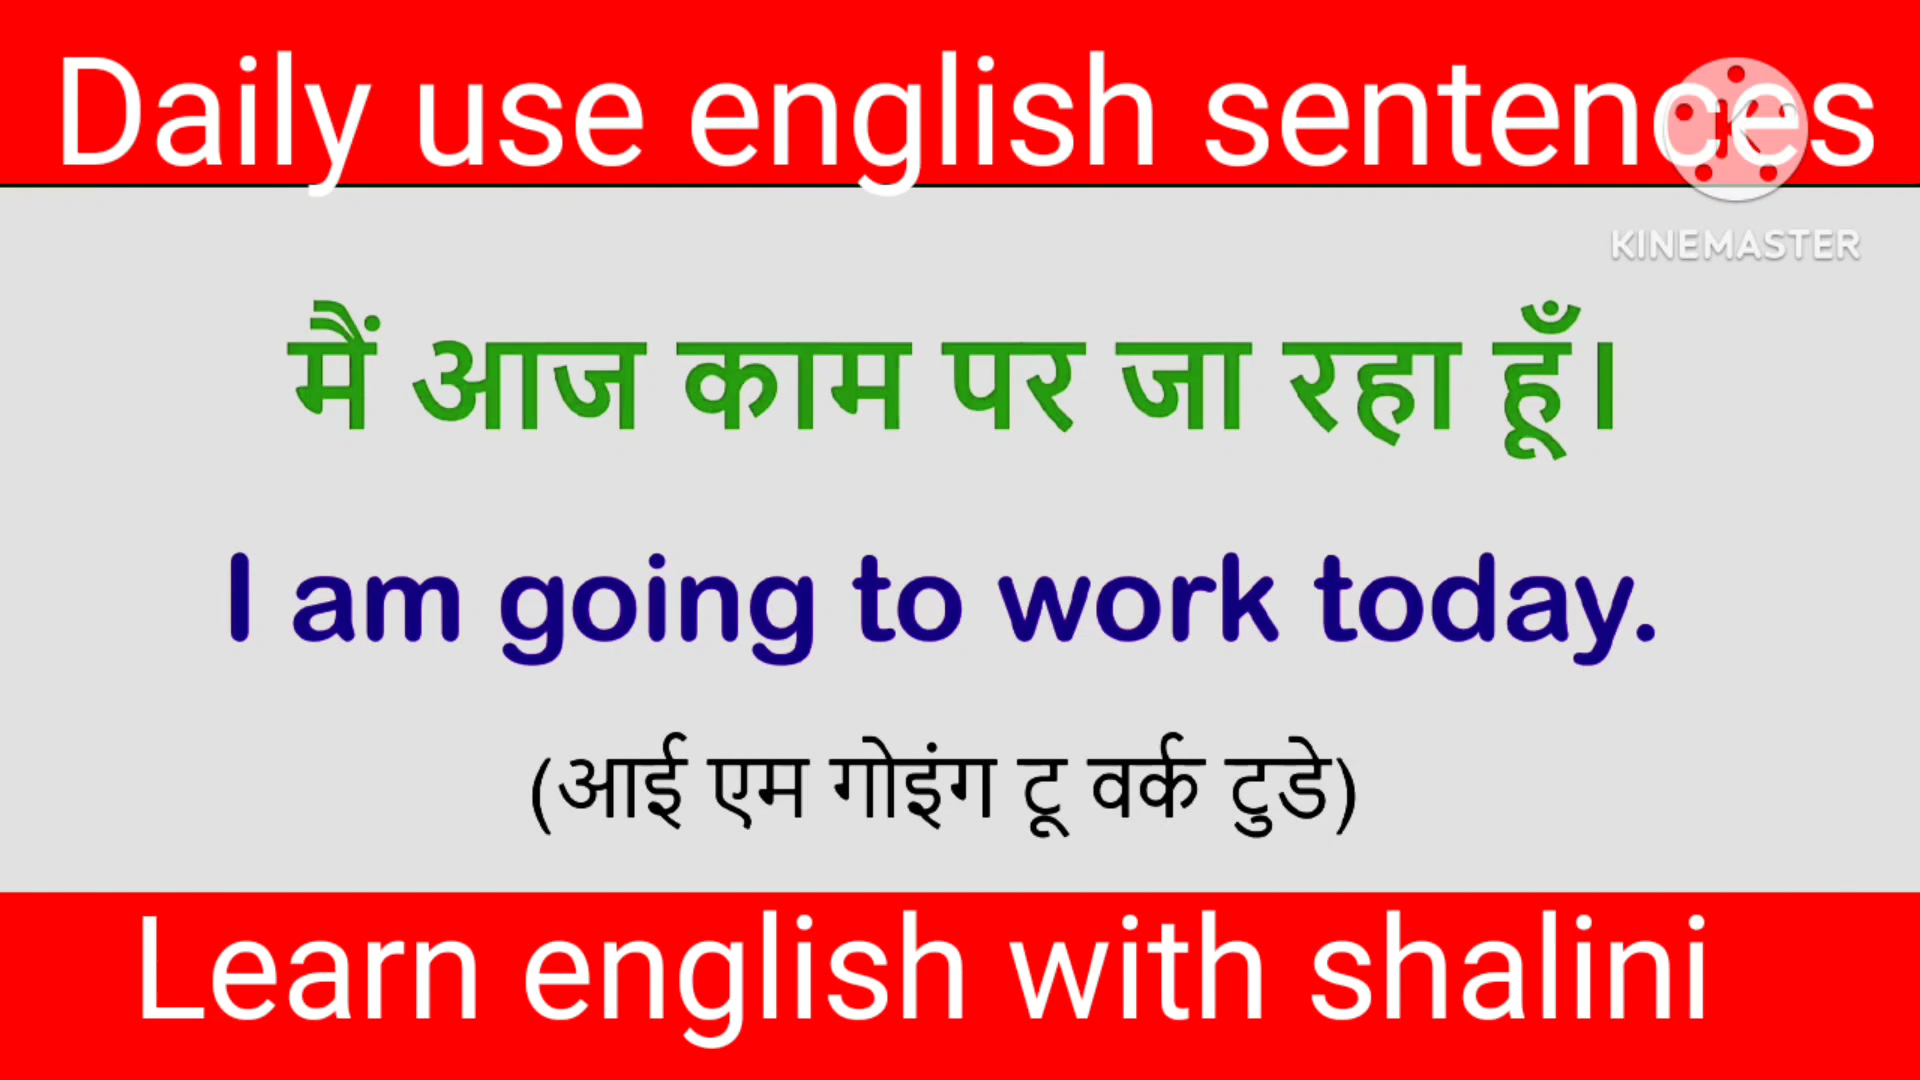 Daily use english sentences
KINEMASTER
मैं आज काम पर जा रहा हूँ।
I am going to work today.
(आई एम गोइंग टू वर्क टुडे)
Learn english with shalini